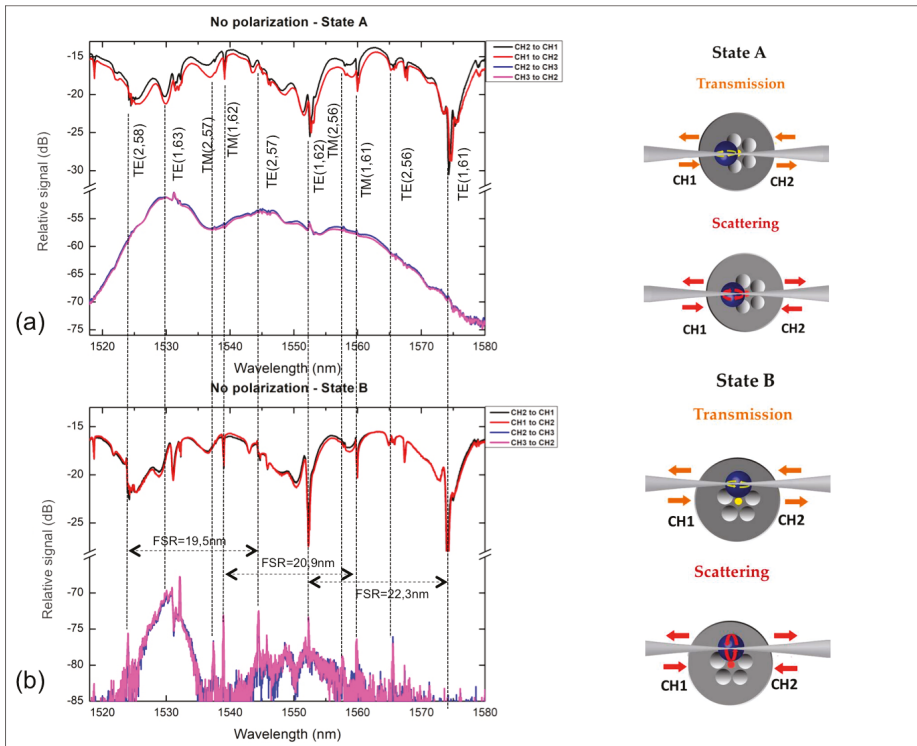 No polarization - State A
CH2 to CH1
CH1 to CH2
CH2 to CH3
CH3 to CH2
Relative signal (dB)
-15
-20
-25
-30
-55
-60
-65
-70
-75
TE(2,58)
TE(1,63)
TM(2,57)
TM(1,62)
TE(2,57)
TE(1,62)
TM(2,56)
TM(1,61)
TE(2,56)
TE(1,61)
(a)
1520 1530 1540 1550 1560 1570 1580
Wavelength (nm)
State A
Transmission
CH1 CH2
Scattering
CH1 CH2
No polarization - State B
CH2 to CH1
CH1 to CH2
CH2 to CH3
CH3 to CH2
Relative signal (dB)
-15
-20
-25
-70
-75
-80
-85
FSR=19,5nm
FSR=20,9nm
FSR=22,3nm
(b)
1520 1530 1540 1550 1560 1570 1580
Wavelength (nm)
State B
Transmission
CH1 CH2
Scattering
CH1 CH2